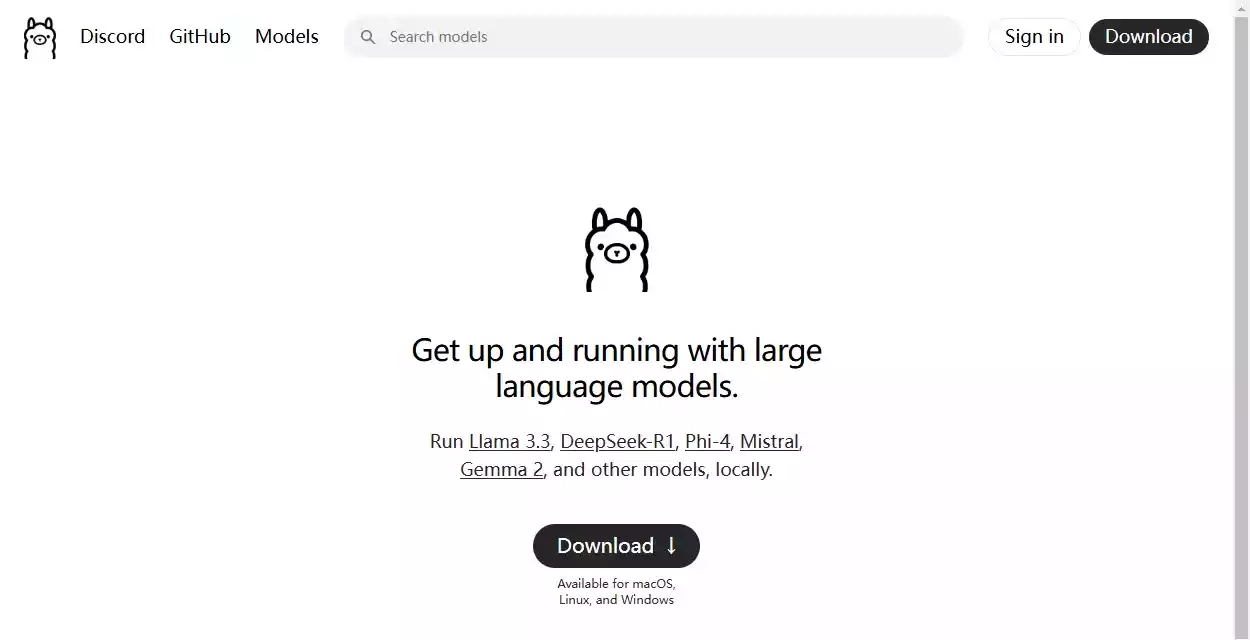 Discord GitHub Models Search models Sign in Download
Get up and running with large
language models.
Run Llama 3.3, DeepSeek-R1, Phi-4, Mistral,
Gemma 2, and other models, locally.
Download ↓
Available for macOS,
Linux, and Windows